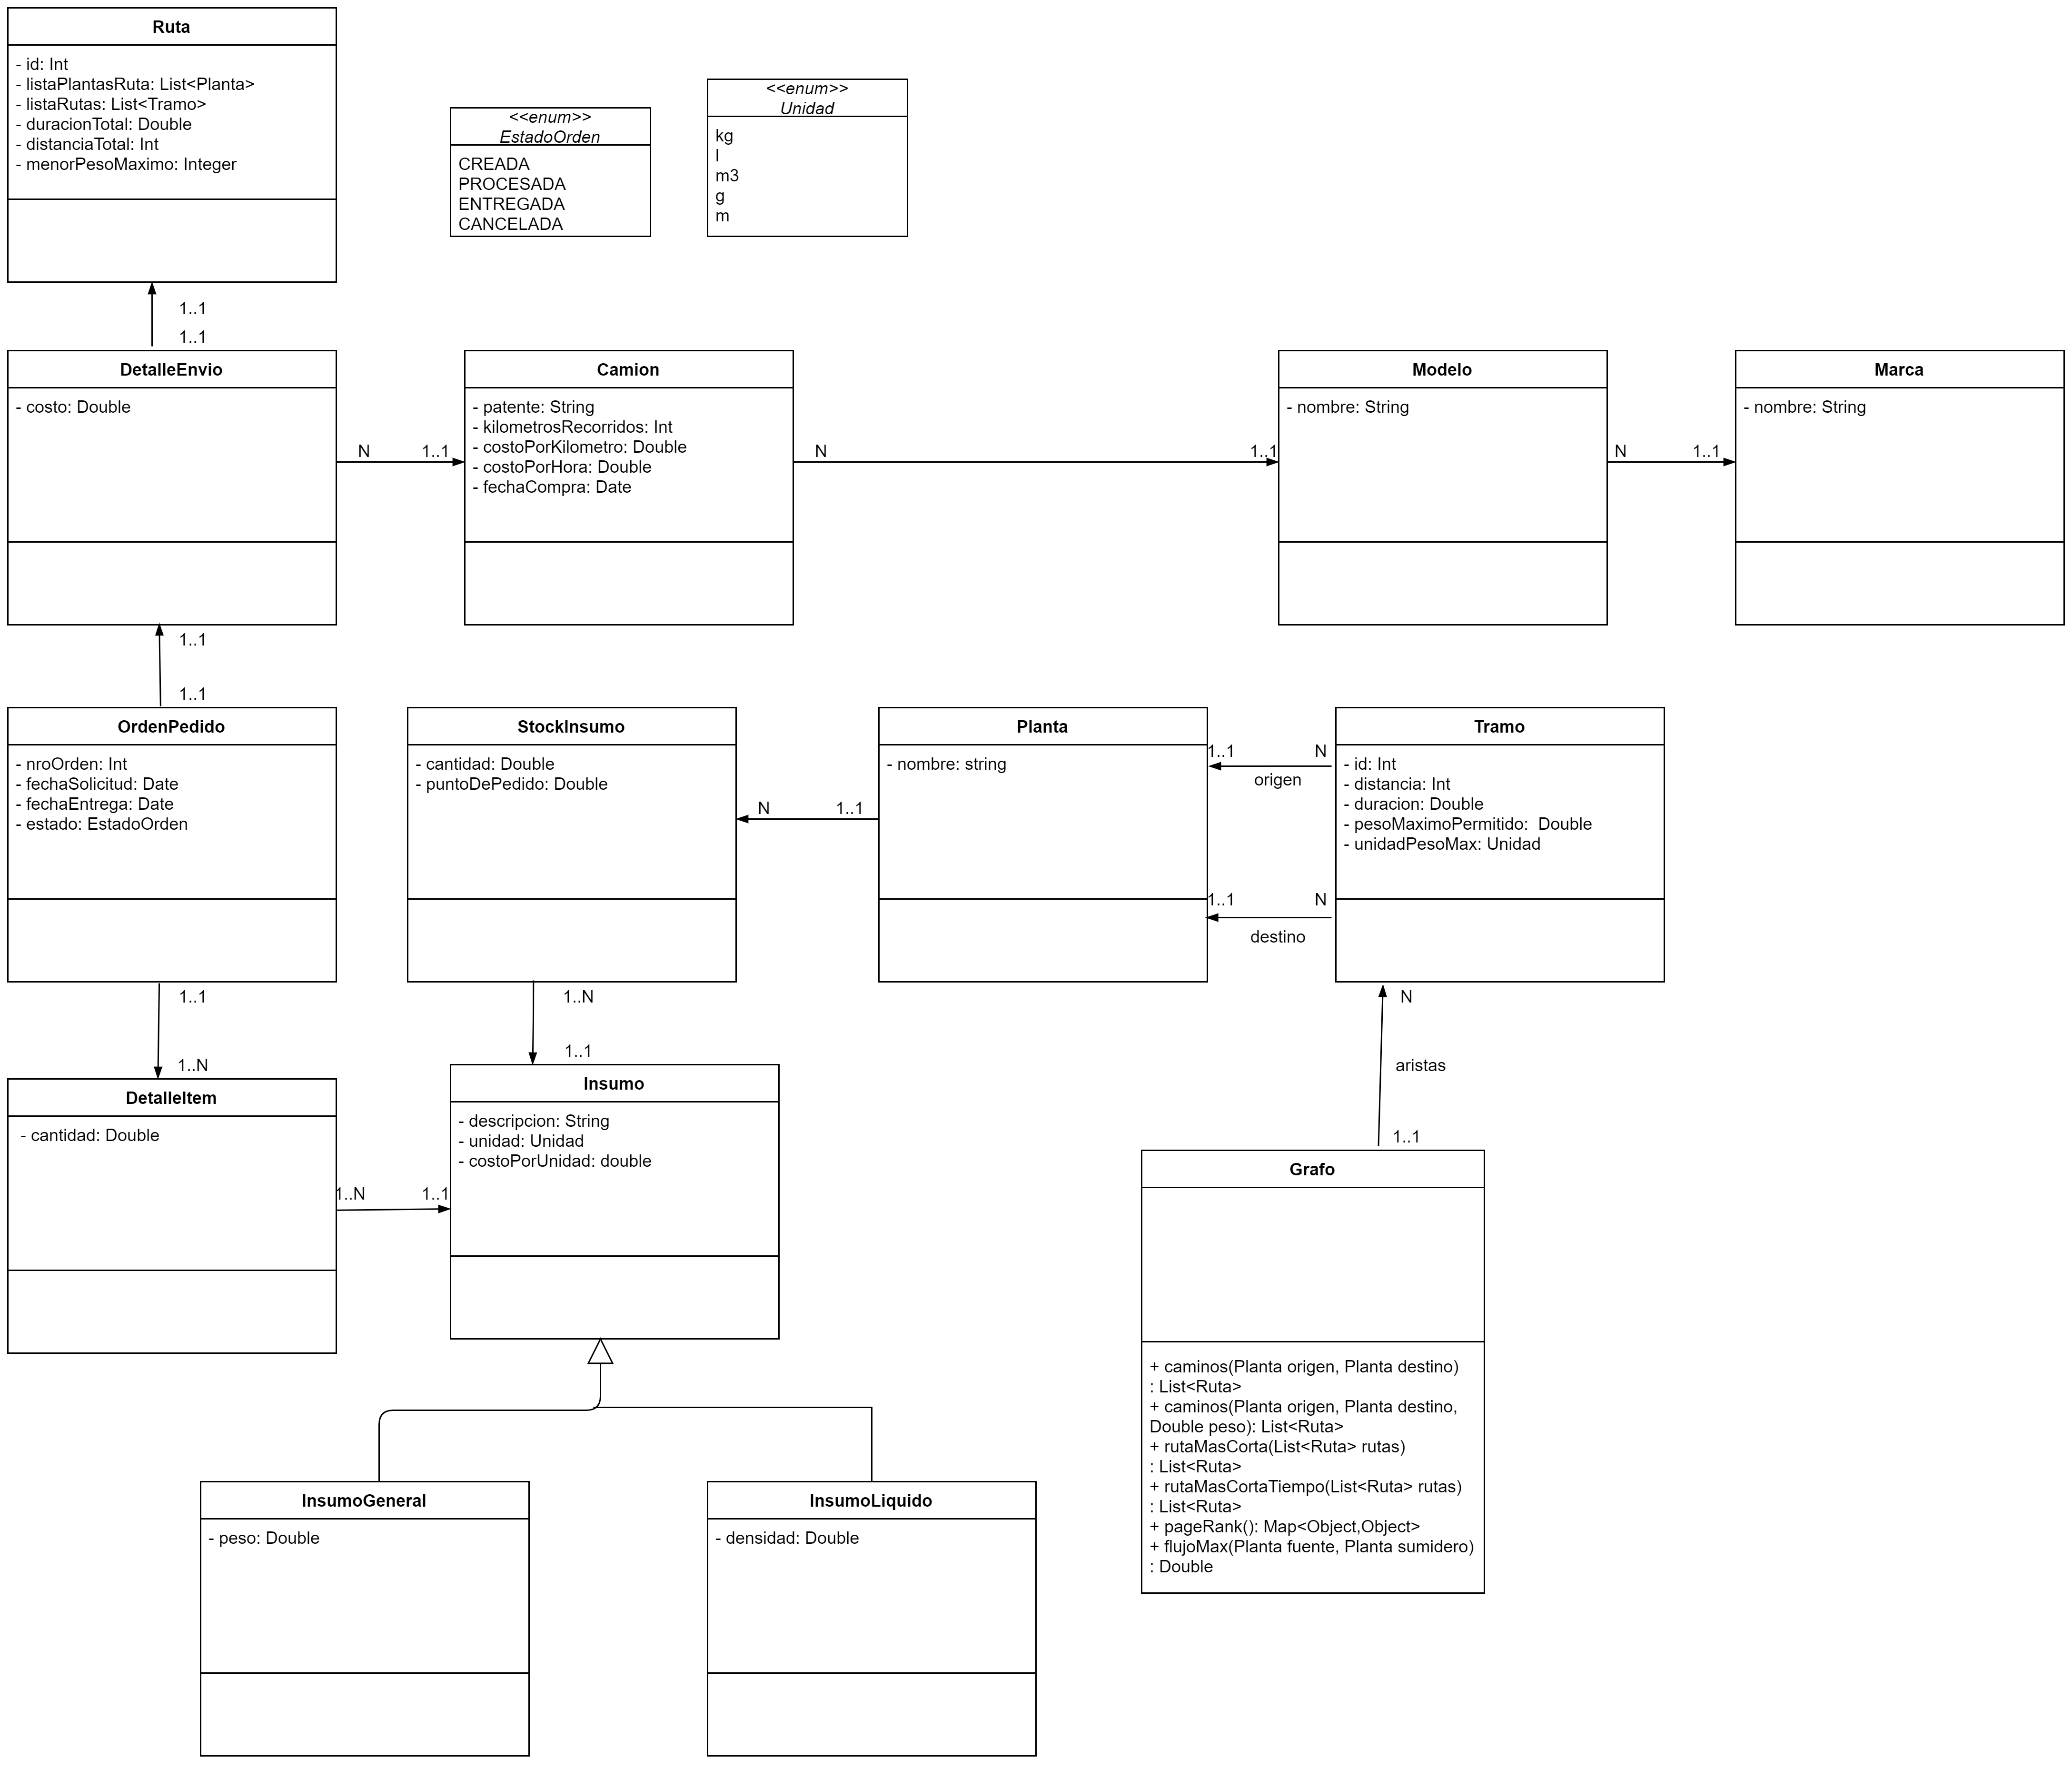 Ruta
- id: Int
- listaPlantasRuta: List<Planta>
- listaRutas: List<Tramo>
- duracionTotal: Double
- distanciaTotal: Int
- menorPesoMaximo: Integer
<<enum>>
EstadoOrden
CREADA
PROCESADA
ENTREGADA
CANCELADA
<<enum>>
Unidad
kg
l
m3
g
m
1..1
1..1
DetalleEnvio
- costo: Double
N
1..1
Camion
- patente: String
- kilometrosRecorridos: Int
- costoPorKilometro: Double
- costoPorHora: Double
- fechaCompra: Date
N
1..1
Modelo
- nombre: String
N
1..1
Marca
- nombre: String
1..1
1..1
OrdenPedido
- nroOrden: Int
- fechaSolicitud: Date
- fechaEntrega: Date
- estado: EstadoOrden
StockInsumo
- cantidad: Double
- puntoDePedido: Double
N
1..1
Planta
- nombre: string
1..1
N
origen
1..1
N
destino
Tramo
- id: Int
- distancia: Int
- duracion: Double
- pesoMaximoPermitido:  Double
- unidadPesoMax: Unidad
1..1
1..N
1..N
1..1
N
aristas
1..1
DetalleItem
- cantidad: Double
1..N
1..1
Insumo
- descripcion: String
- unidad: Unidad
- costoPorUnidad: double
Grafo
+ caminos(Planta origen, Planta destino)
: List<Ruta>
+ caminos(Planta origen, Planta destino,
Double peso): List<Ruta>
+ rutaMasCorta(List<Ruta> rutas)
: List<Ruta>
+ rutaMasCortaTiempo(List<Ruta> rutas)
: List<Ruta>
+ pageRank(): Map<Object,Object>
+ flujoMax(Planta fuente, Planta sumidero)
: Double
InsumoGeneral
- peso: Double
InsumoLiquido
- densidad: Double